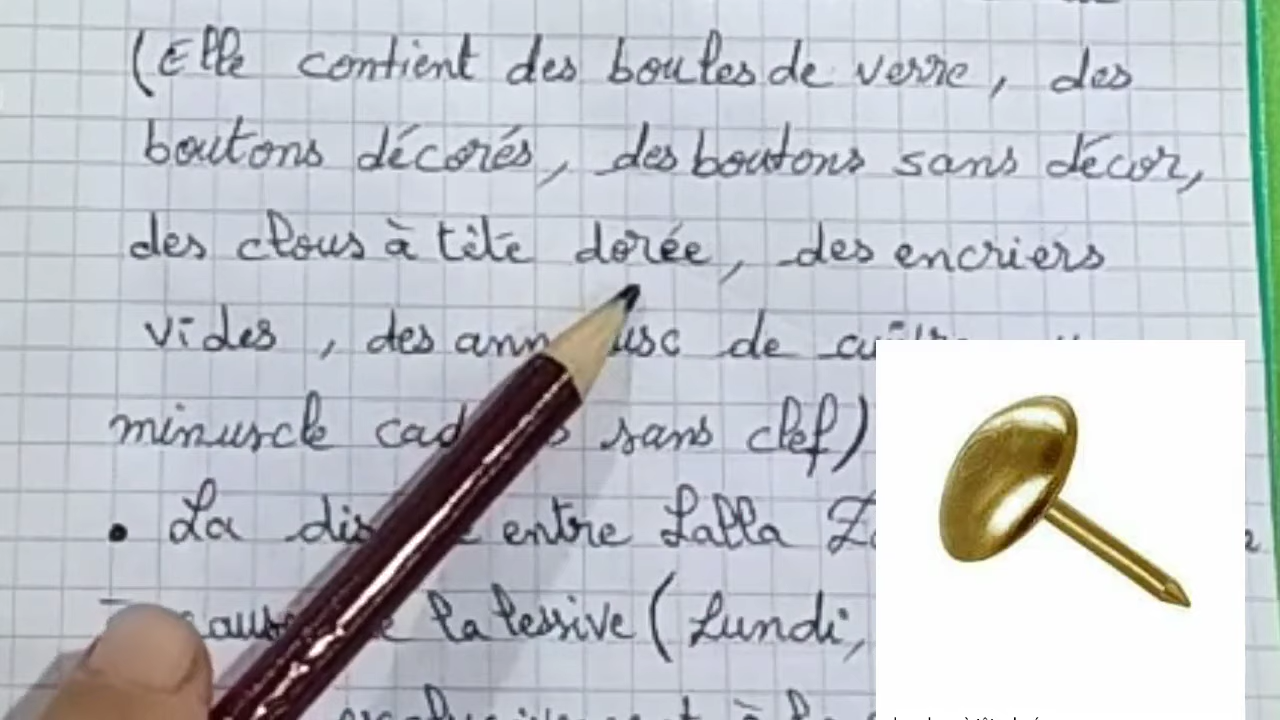 (Elle contient des boules de verre, des
boutons décorés, des boutons sans décor,
des clous à tête dorée, des encriers
vides, des de
minuscle sans clef)
• La entre Lalla
la lessive (Lundi,